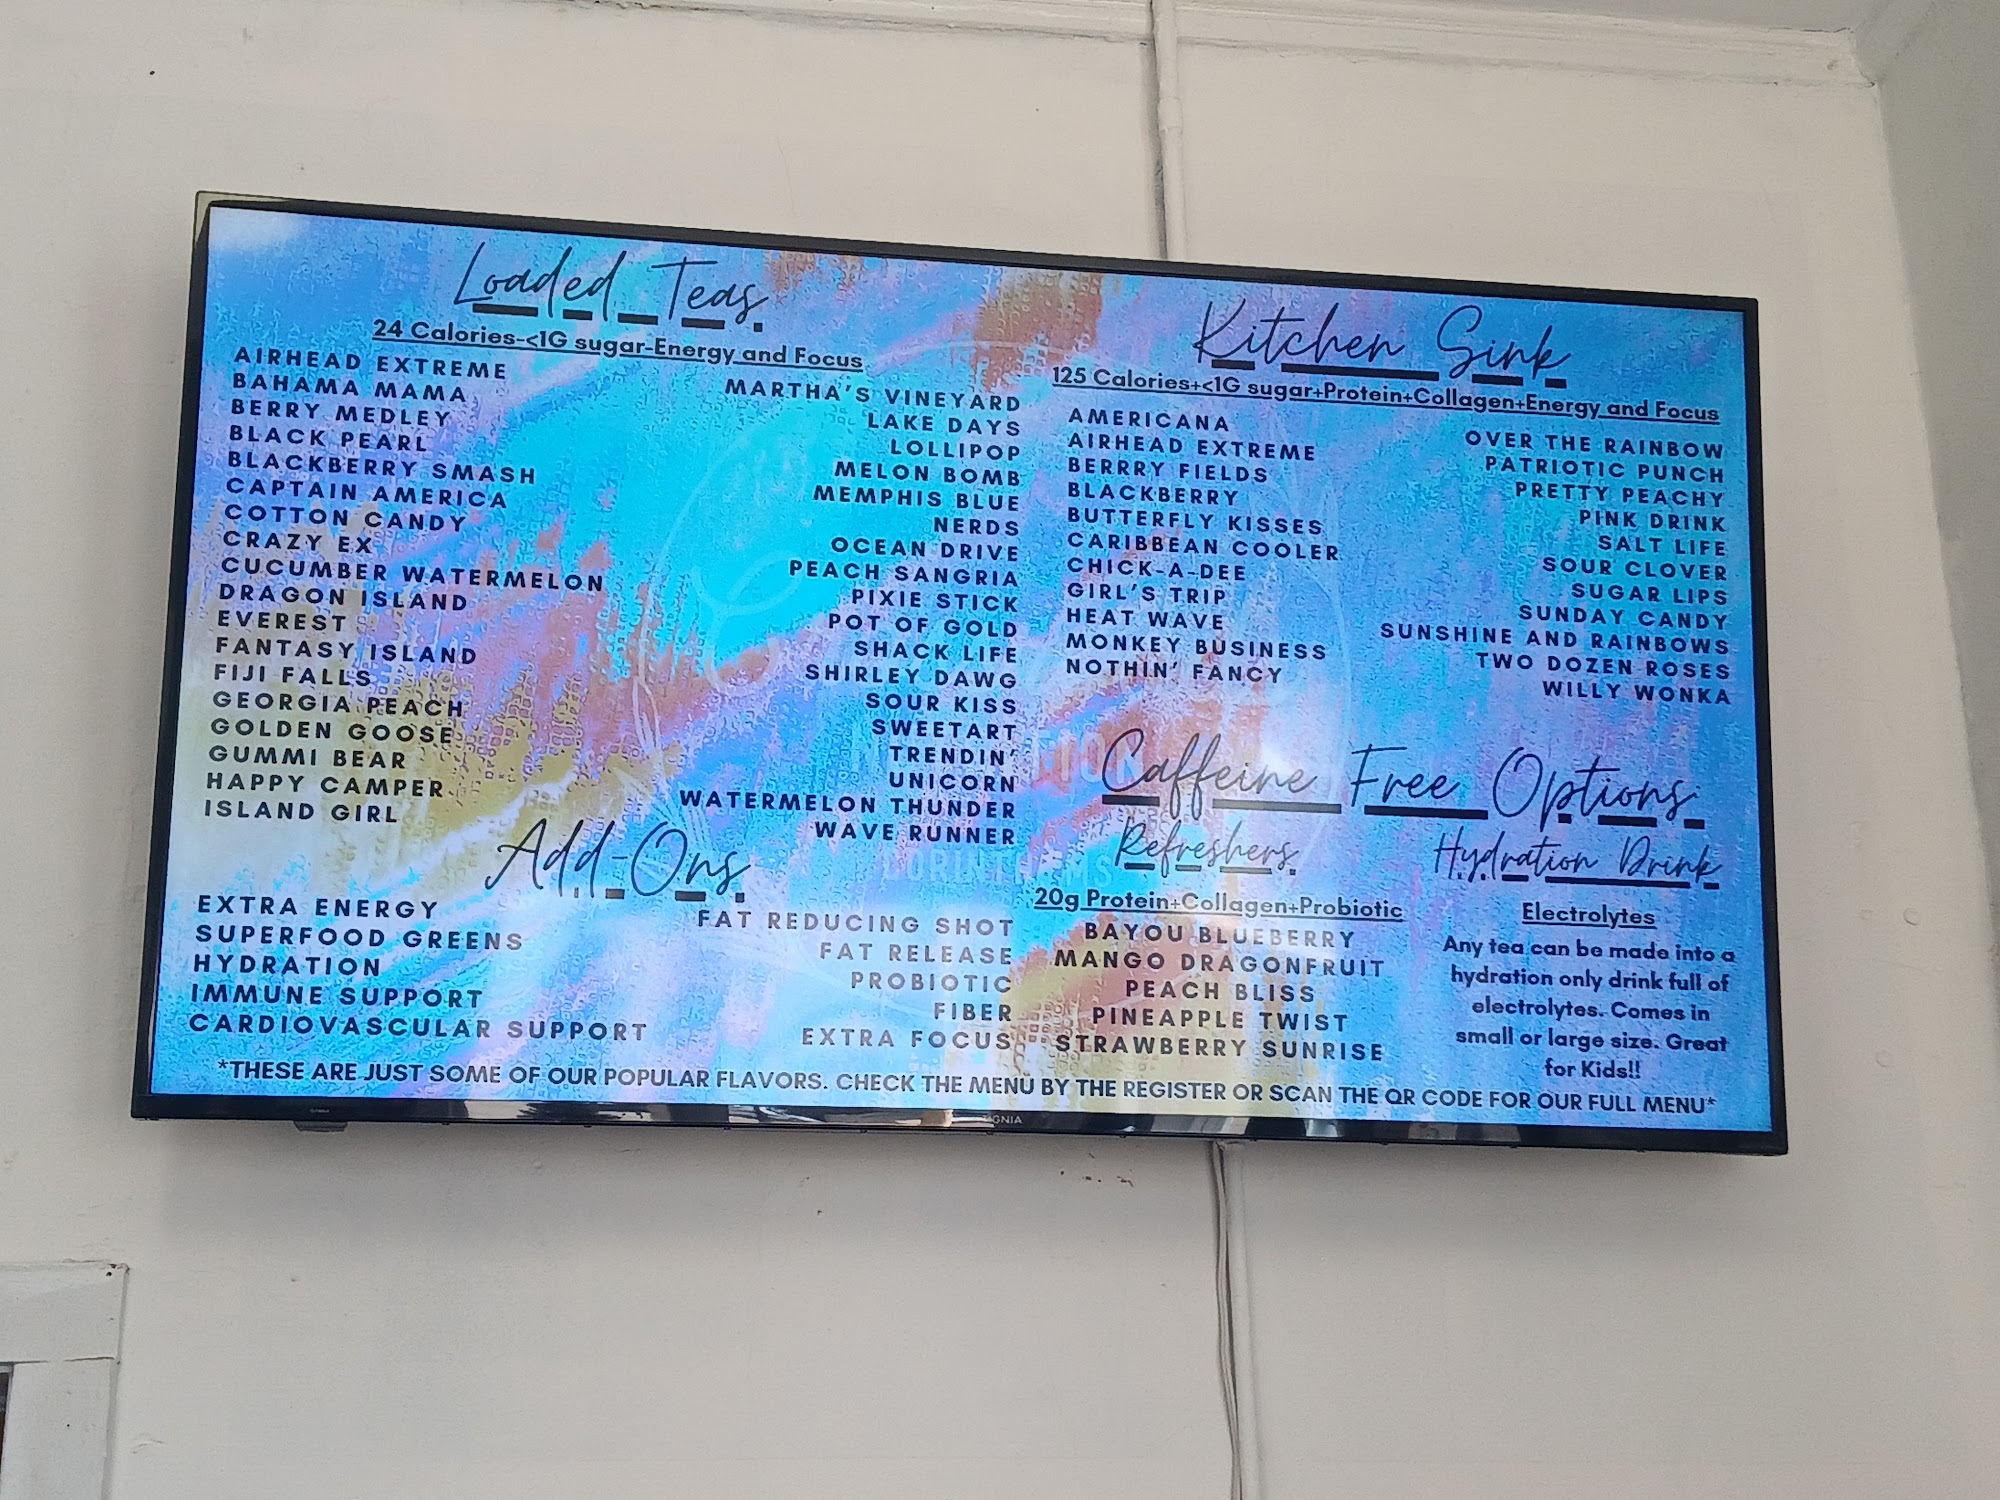 Loaded Teas
24 Calories-<1G sugar-Energy and Focus
AIRHEAD EXTREME
BAHAMA MAMA
BERRY MEDLEY
BLACK PEARL
BLACKBERRY SMASH
CAPTAIN AMERICA
COTTON CANDY
CRAZY EX
CUCUMBER WATERMELON
DRAGON ISLAND
EVEREST
FANTASY ISLAND
FIJI FALLS
GEORGIA PEACH
GOLDEN GOOSE
GUMMI BEAR
HAPPY CAMPER
ISLAND GIRL
MARTHA'S VINEYARD
LAKE DAYS
LOLLIPOP
MELON BOMB
MEMPHIS BLUE
NERDS
OCEAN DRIVE
PEACH SANGRIA
PIXIE STICK
POT OF GOLD
SHACK LIFE
SHIRLEY DAWG
SOUR KISS
SWEETART
TRENDIN'
UNICORN
WATERMELON THUNDER
WAVE RUNNER
Add-Ons
EXTRA ENERGY
SUPERFOOD GREENS
HYDRATION
IMMUNE SUPPORT
CARDIOVASCULAR SUPPORT
FAT REDUCING SHOT
FAT RELEASE
PROBIOTIC
FIBER
EXTRA FOCUS
Kitchen Sink
125 Calories+<1G sugar+Protein+Collagen+Energy and Focus
AMERICANA
AIRHEAD EXTREME
BERRRY FIELDS
BLACKBERRY
BUTTERFLY KISSES
CARIBBEAN COOLER
CHICK-A-DEE
GIRL'S TRIP
HEAT WAVE
MONKEY BUSINESS
NOTHIN' FANCY
OVER THE RAINBOW
PATRIOTIC PUNCH
PRETTY PEACHY
PINK DRINK
SALT LIFE
SOUR CLOVER
SUGAR LIPS
SUNDAY CANDY
SUNSHINE AND RAINBOWS
TWO DOZEN ROSES
WILLY WONKA
Caffeine Free Options
Refreshers
20g Protein+Collagen+Probiotic
BAYOU BLUEBERRY
MANGO DRAGONFRUIT
PEACH BLISS
PINEAPPLE TWIST
STRAWBERRY SUNRISE
Hydration Drink
Electrolytes
Any tea can be made into a
hydration only drink full of
electrolytes. Comes in
small or large size. Great
for Kids!!
*THESE ARE JUST SOME OF OUR POPULAR FLAVORS. CHECK THE MENU BY THE REGISTER OR SCAN THE QR CODE FOR OUR FULL MENU*